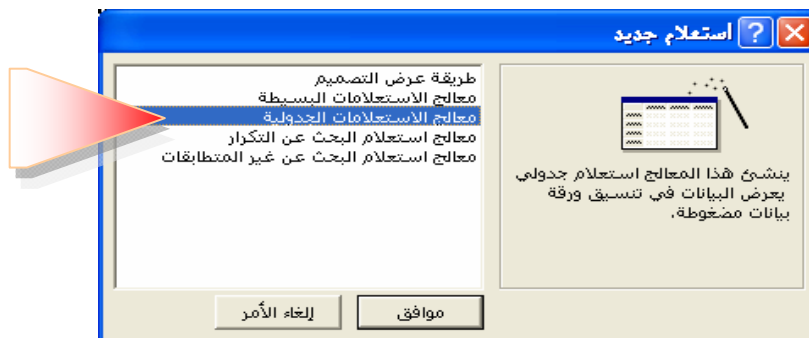 استعلام جديد
طريقة عرض التصميم
معالج الاستعلامات البسيطة
معالج الاستعلامات الجدولية
معالج استعلام البحث عن التكرار
معالج استعلام البحث عن غير المتطابقات
ينشئ هذا المعالج استعلام جدولي
يعرض البيانات في تنسيق ورقة
بيانات مضغوطة.
موافق
إلغاء الأمر